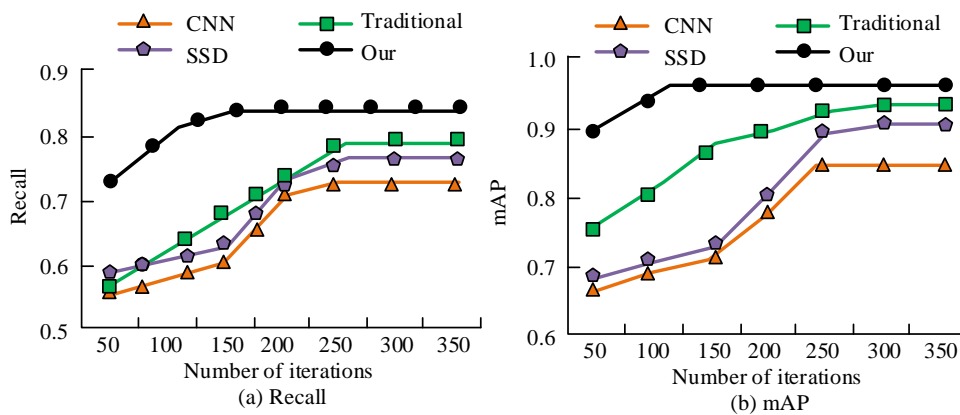 CNN
Traditional
SSD
Our
0.9
0.8
0.7
0.6
0.5
Recall
50 100 150 200 250 300 350
Number of iterations
(a) Recall
CNN
Traditional
SSD
Our
1.0
0.9
0.8
0.7
0.6
mAP
50 100 150 200 250 300 350
Number of iterations
(b) mAP